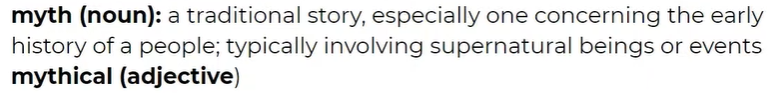 myth (noun): a traditional story, especially one concerning the early
history of a people; typically involving supernatural beings or events
mythical (adjective)